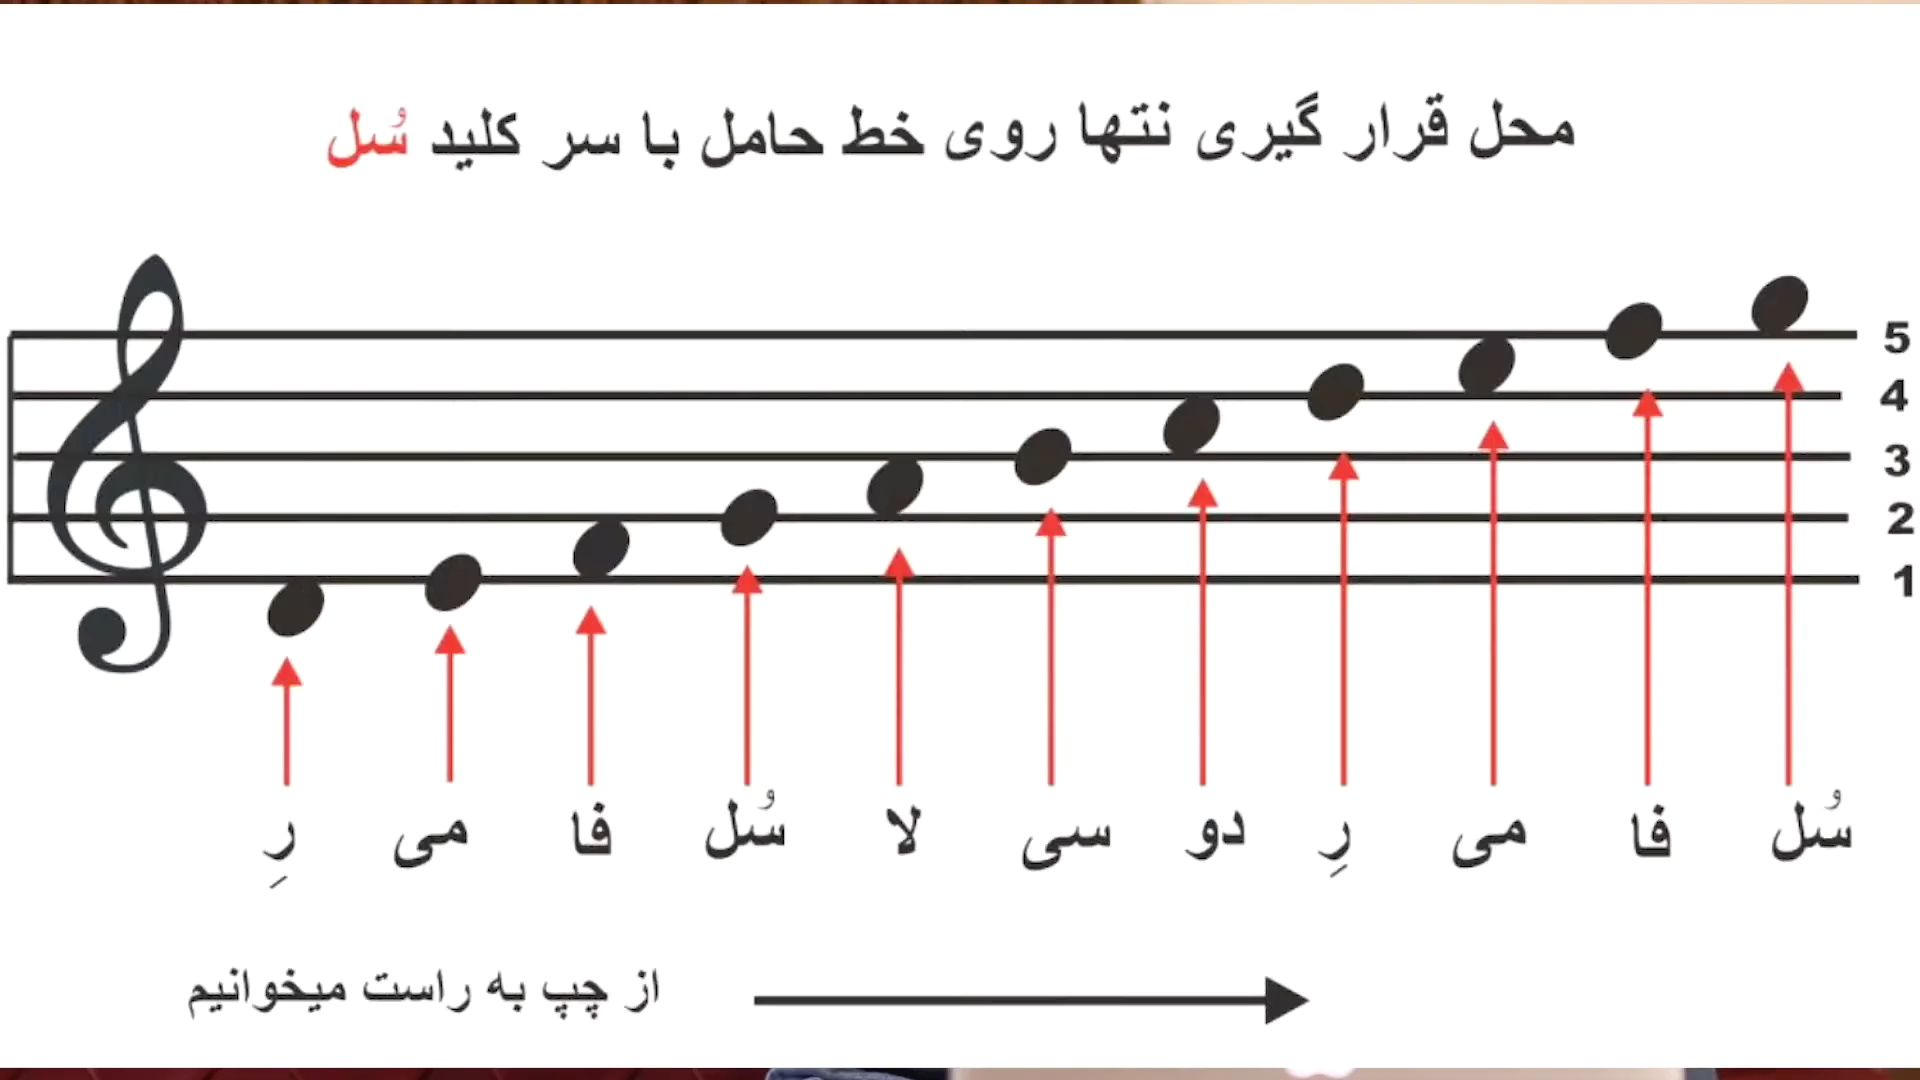 محل قرار گیری نتها روی خط حامل با سر کلید سُل
5
4
3
2
1
رِ می فا سُل لا سی دو رِ می فا سُل
از چپ به راست میخوانیم